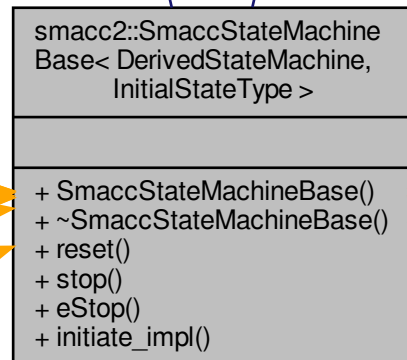 smacc2::SmaccStateMachine
Base< DerivedStateMachine,
InitialStateType >
+ SmaccStateMachineBase()
+ ~SmaccStateMachineBase()
+ reset()
+ stop()
+ eStop()
+ initiate_impl()